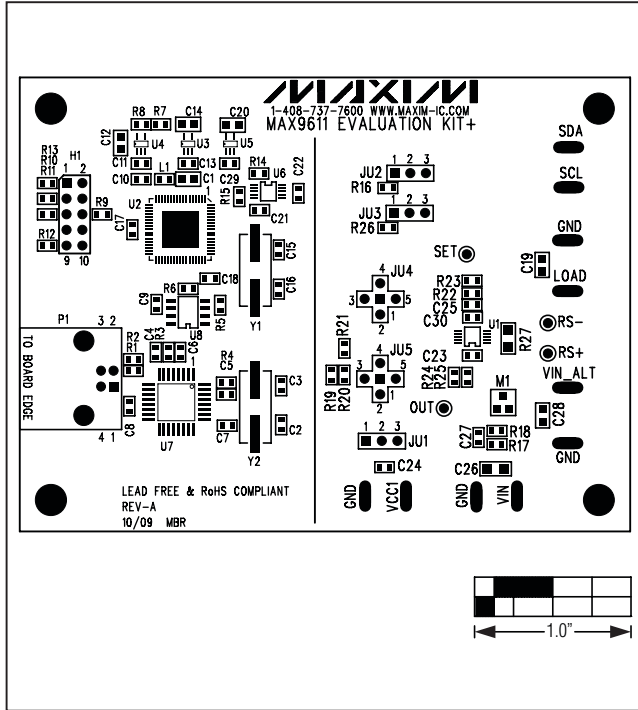 MAXIM
1-408-737-7600 WWW.MAXIM-IC.COM
MAX9611 EVALUATION KIT+
R8 R7 C14 C20
C12
U4 U3 U5
C11 C13 C29
C10 L1 C1
R14 U6 C22
R15
C21
R13
R10
R11
H1
1 2
R9
R12
9 10
C17
U2
1
C15
C18
C16
R6
C9
U8
R5
Y1
P1
3 2
TO BOARD EDGE
4 1
R2
R1
C4
R3
C6
1
R4
C5
C3
C8
U7
C7
C2
Y2
LEAD FREE & RoHS COMPLIANT
REV-A
10/09 MBR
1 2 3
JU2
R16
1 2 3
JU3
R26
SET
4
JU4
3 5
1
2
R21
4
JU5
3 5
1
2
R19
R20
OUT
1 2 3
JU1
C24
GND
VCC1
R23
R22
C25
C30
1
U1
C23
R24
R25
R27
M1
C27
R18
R17
C26
GND
VIN
C28
SDA
SCL
GND
C19
LOAD
RS-
RS+
VIN_ALT
GND
1.0"